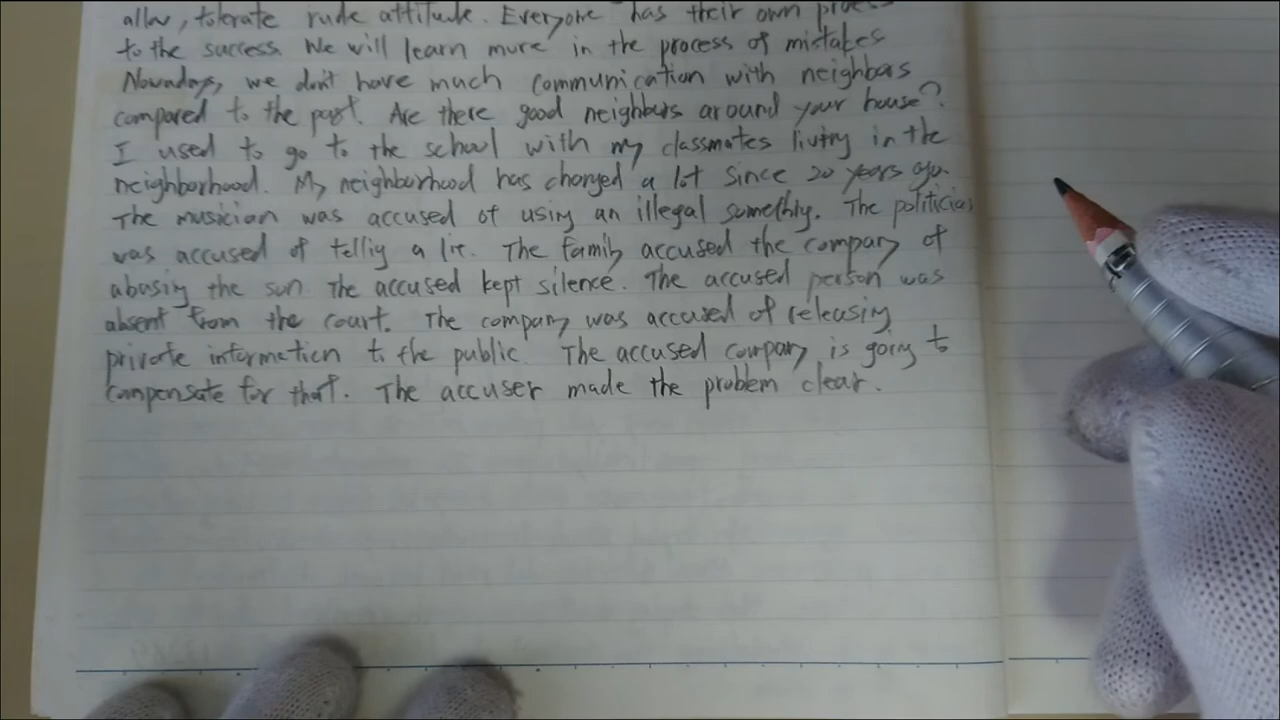 allow, tolerate rude attitude. Everyone has their own process
to the success. We will learn more in the process of mistakes
Nowadays, we don't have much communication with neighbors
compared to the past. Are there good neighbors around your house?
I used to go to the school with my classmates living in the
neighborhood. My neighborhood has changed a lot since 20 years ago.
The musician was accused of using an illegal something. The politician
was accused of telling a lie. The family accused the company of
abusing the son. The accused kept silence. The accused person was
absent from the court. The company was accused of releasing
private information to the public. The accused company is going to
compensate for that. The accuser made the problem clear.